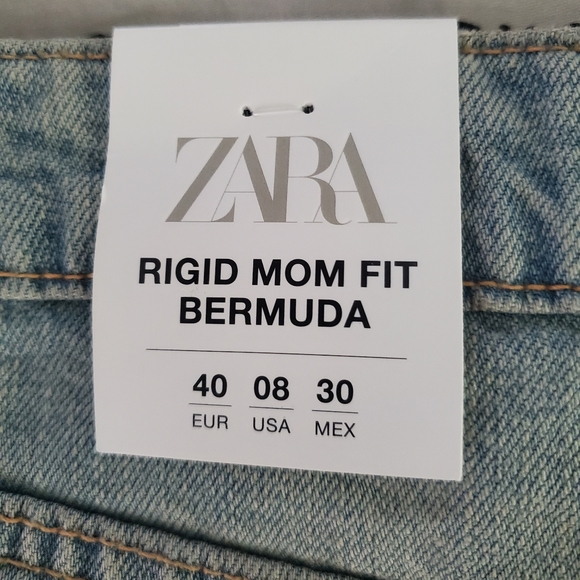 ZARA
RIGID MOM FIT
BERMUDA
40 08 30
EUR USA MEX